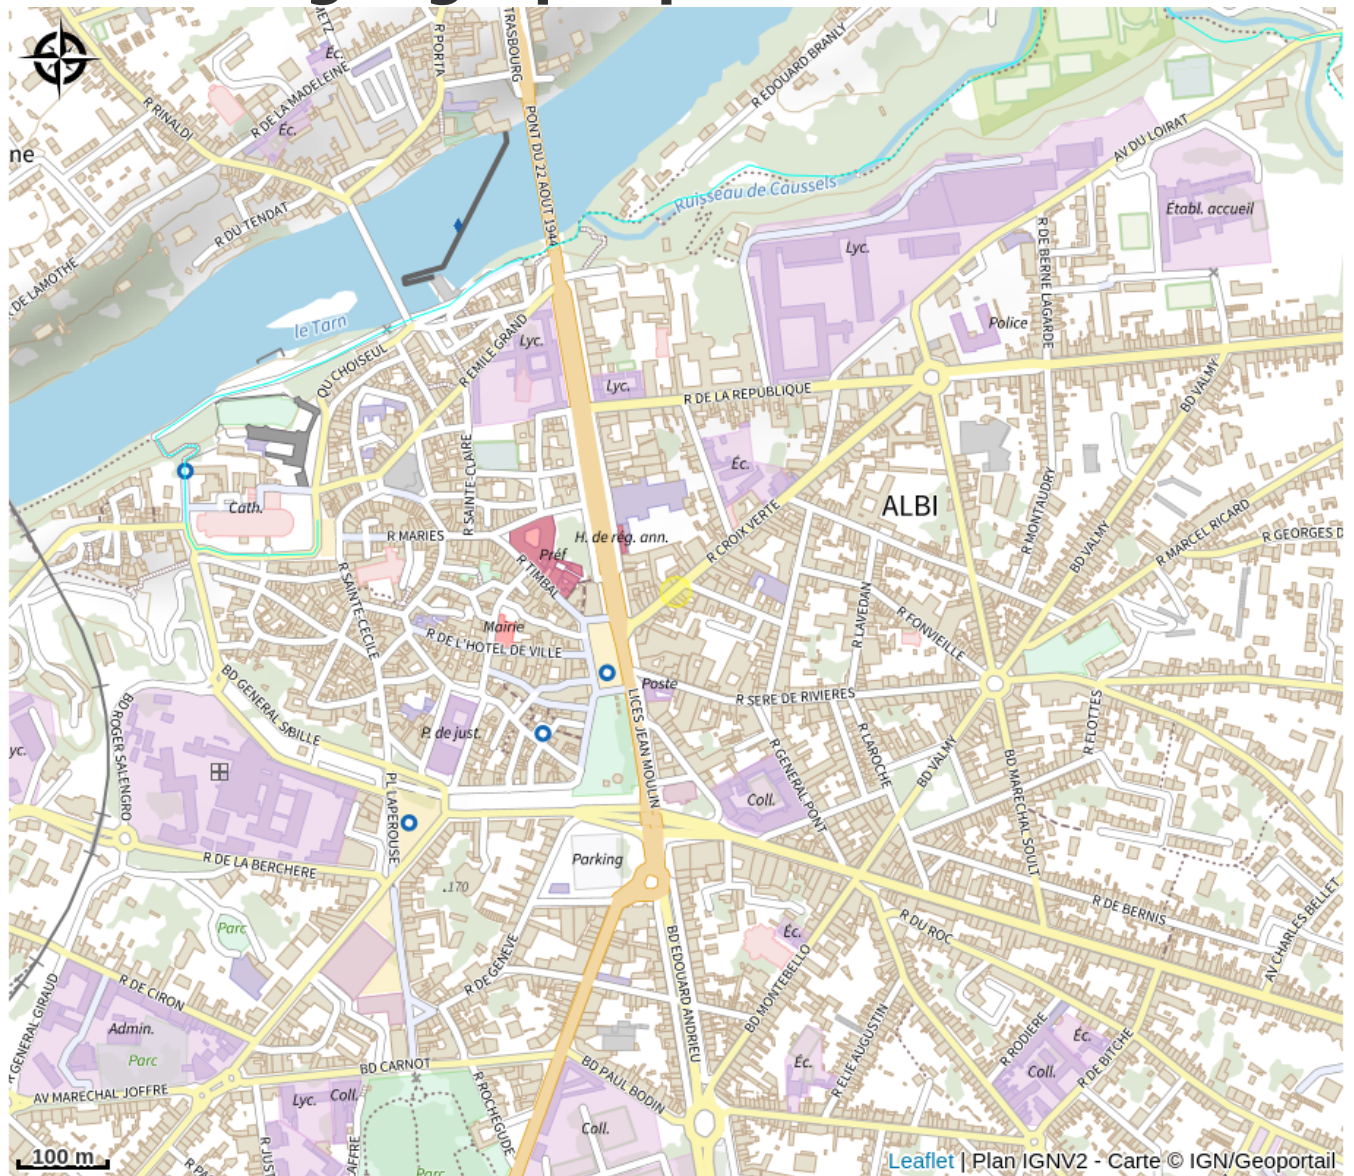 TRASBOURG
R PORTA
METZ
Éc.
R DE LA MADELEINE
R RINALDI
Éc.
R EDOUARD BRANLY
PONT DU 22 AOUT 1944
AV DU LOIRAT
ne
Ruisseau de Caussels
Établ. accueil
R DU TENDAT
R DE LAMOTHE
Lyc.
R DE BERNE LAGARDE
le Tarn
Police
Lyc.
R EMILE GRAND
QU CHOISEUL
Lyc.
R DE LA REPUBLIQUE
BD VALMY
R SAINTE-CLAIRE
Éc.
ALBI
Cath.
R MONTAUDRY
R MARCEL RICARD
R MARIES
H. de rég. ann.
R CROIX VERTE
BD VALMY
R GEORGES D
Préf
R TIMBAL
R SAINTE-CECILE
R LAVEDAN
R FONVIEILLE
Mairie
R DE L'HOTEL DE VILLE
Poste
R SERE DE RIVIERES
BD GENERAL SIBILLE
BD ROGER SALENGRO
LICES JEAN MOULIN
R FLOTTES
P. de just.
yc.
R GENERAL PONT
R LAROCHE
BD VALMY
BD MARECHAL SOULT
PL LAPEROUSE
Coll.
R DE LA BERCHERE
Parking
.170
R DE BERNIS
AV CHARLES BELLET
Parc
R DU ROC
Éc.
BD EDOUARD ANDRIEU
R DE GENEVE
BD MONTEBELLO
R DE CIRON
GENERAL GIRAUD
Admin.
Parc
R ELIE AUGUSTIN
R RODIERE
Éc.
R DE BITCHE
BD CARNOT
Éc.
Coll.
BD PAUL BODIN
AV MARECHAL JOFFRE
Lyc.
Coll.
R ROCHEGUDE
Coll.
R JUST
AFFRE
R PA
Parc
100 m
Leaflet | Plan IGNV2 - Carte © IGN/Geoportail